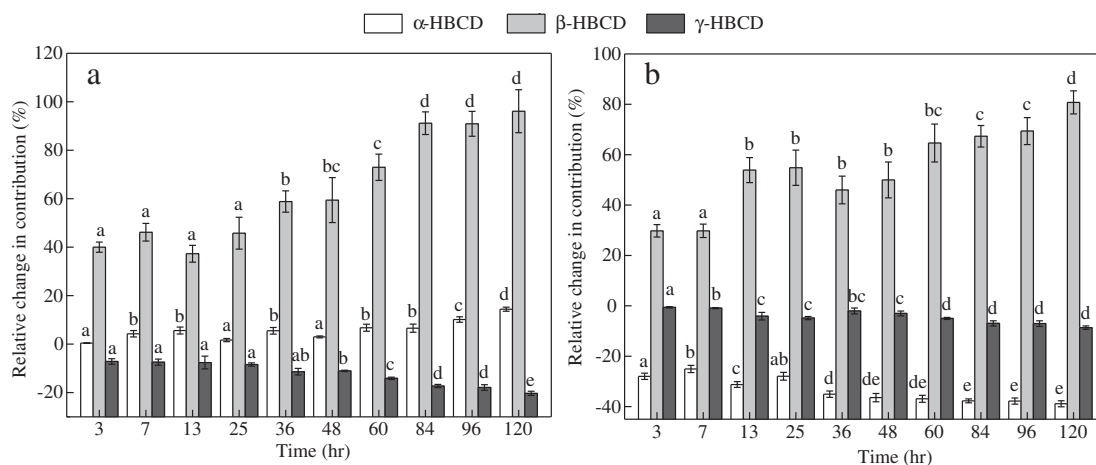 α-HBCD β-HBCD γ-HBCD
a
Relative change in contribution (%)
120
100
80
60
40
20
0
-20
a a a a b bc c d d d
a b b a b a b b c d
a a a a ab b c d d e
3 7 13 25 36 48 60 84 96 120
Time (hr)
b
Relative change in contribution (%)
100
80
60
40
20
0
-20
-40
a a b b b b bc c c d
a b c c bc c d d d d
a b c ab d de de e e e
3 7 13 25 36 48 60 84 96 120
Time (hr)